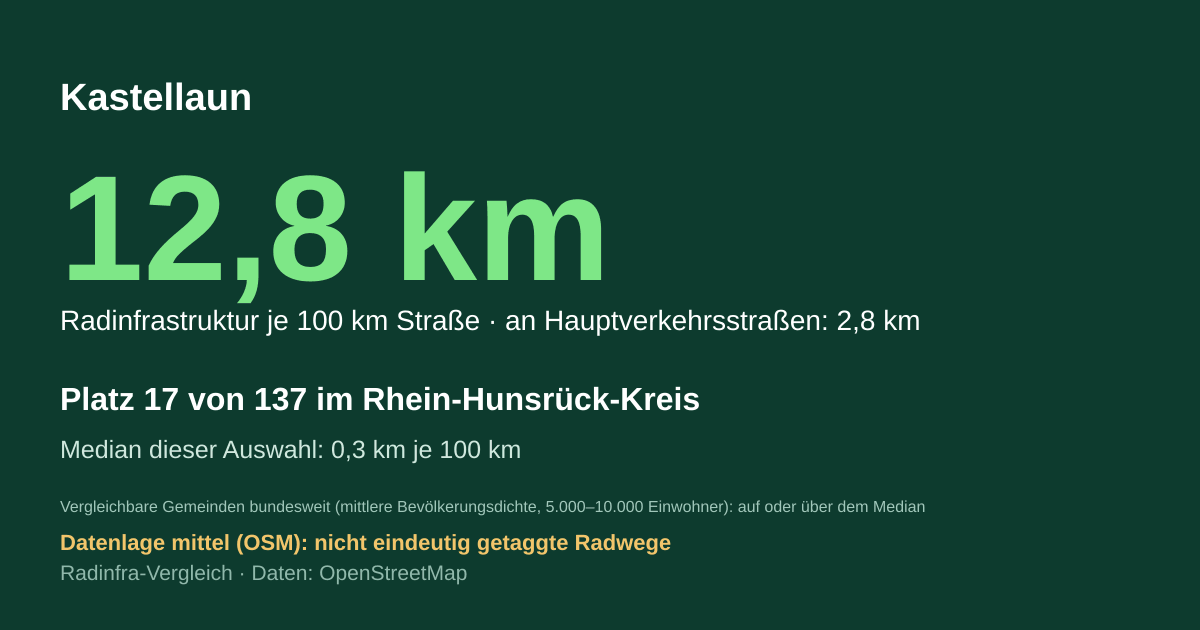 Kastellaun
12,8 km
Radinfrastruktur je 100 km Straße · an Hauptverkehrsstraßen: 2,8 km
Platz 17 von 137 im Rhein-Hunsrück-Kreis
Median dieser Auswahl: 0,3 km je 100 km
Vergleichbare Gemeinden bundesweit (mittlere Bevölkerungsdichte, 5.000–10.000 Einwohner): auf oder über dem Median
Datenlage mittel (OSM): nicht eindeutig getaggte Radwege
Radinfra-Vergleich · Daten: OpenStreetMap